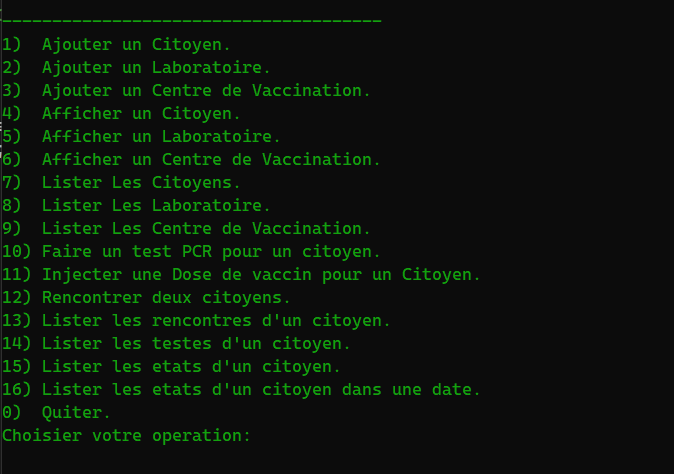 --------------------------------------
1)  Ajouter un Citoyen.
2)  Ajouter un Laboratoire.
3)  Ajouter un Centre de Vaccination.
4)  Afficher un Citoyen.
5)  Afficher un Laboratoire.
6)  Afficher un Centre de Vaccination.
7)  Lister Les Citoyens.
8)  Lister Les Laboratoire.
9)  Lister Les Centre de Vaccination.
10) Faire un test PCR pour un citoyen.
11) Injecter une Dose de vaccin pour un Citoyen.
12) Rencontrer deux citoyens.
13) Lister les rencontres d'un citoyen.
14) Lister les testes d'un citoyen.
15) Lister les etats d'un citoyen.
16) Lister les etats d'un citoyen dans une date.
0)  Quiter.
Choisier votre operation: